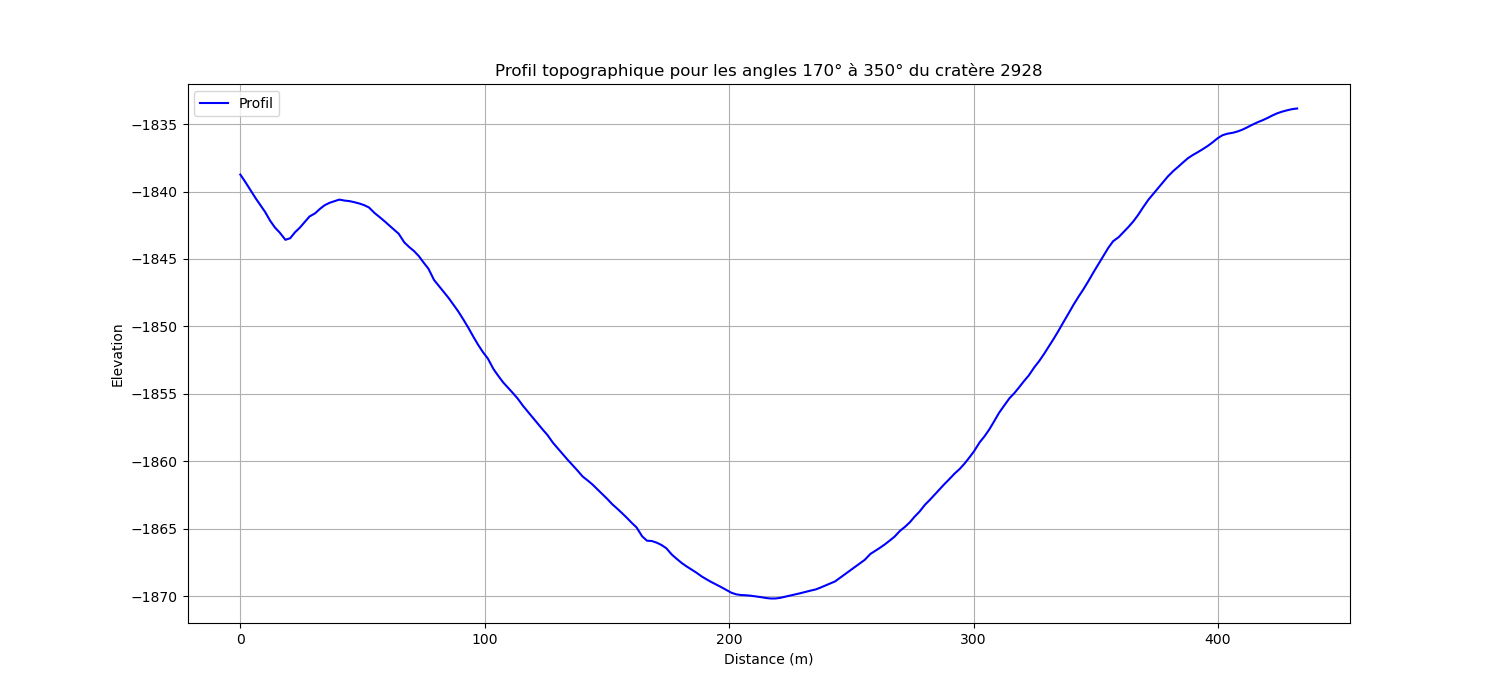 Profil topographique pour les angles 170° à 350° du cratère 2928
Profil
−1835
−1840
−1845
−1850
−1855
−1860
−1865
−1870
Elevation
0 100 200 300 400
Distance (m)